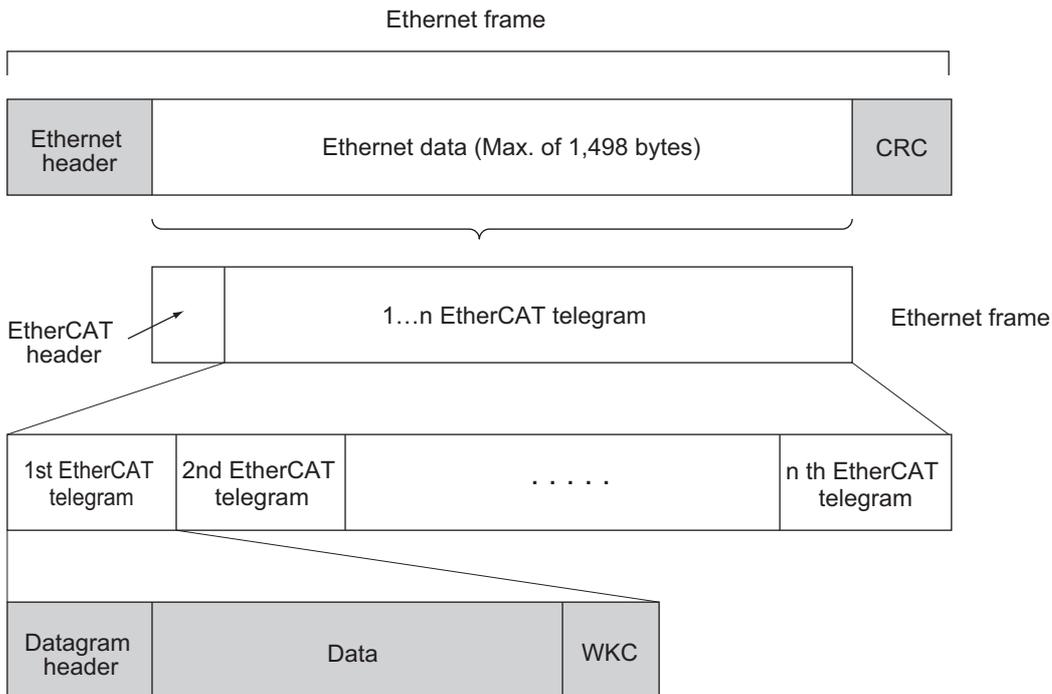 Ethernet frame
Ethernet
header
Ethernet data (Max. of 1,498 bytes)
CRC
EtherCAT
header
1…n EtherCAT telegram
Ethernet frame
1st EtherCAT
telegram
2nd EtherCAT
telegram
. . . . .
n th EtherCAT
telegram
Datagram
header
Data
WKC